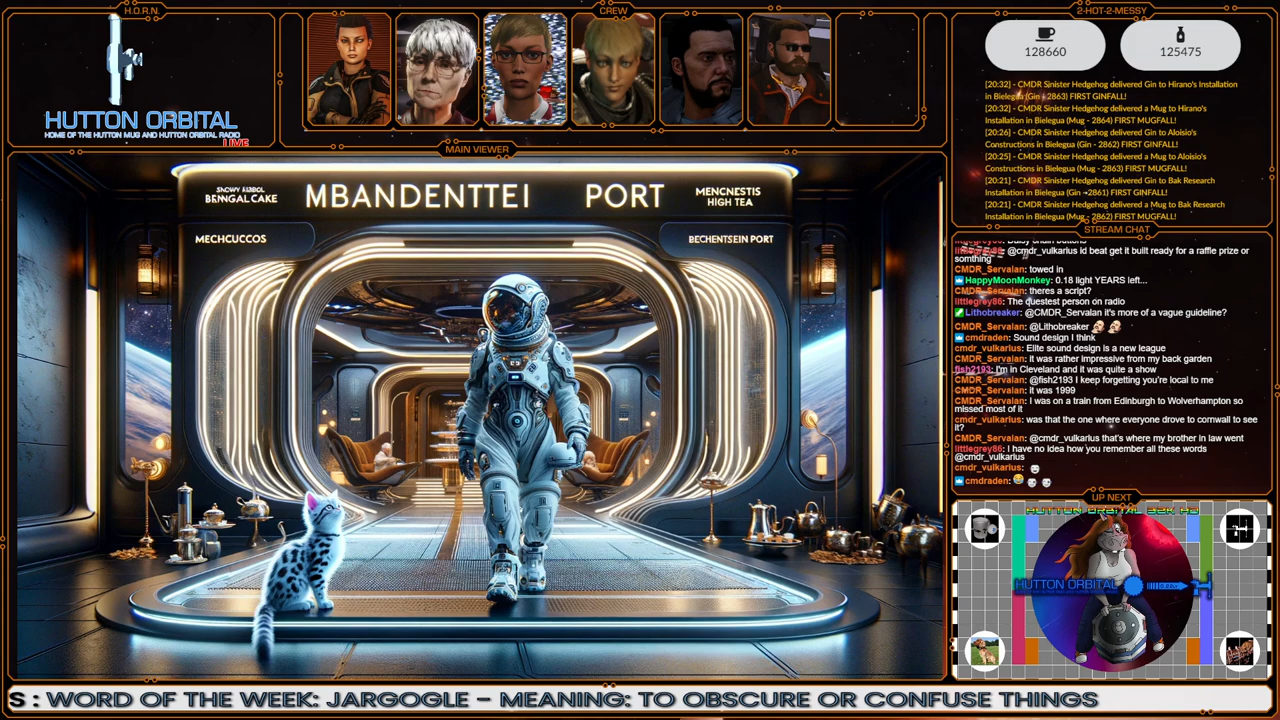 H.O.R.N.
HUTTON ORBITAL
HOME OF THE HUTTON MUG AND HUTTON ORBITAL RADIO
LIVE
CREW
MAIN VIEWER
BENGALCAKE
MBANDENTTEI PORT
MENCNESTIS
HIGH TEA
MECHCUCCOS
BECHENTSEIN PORT
2-HOT-2-MESSY
128660
125475
[20:32] - CMDR Sinister Hedgehog delivered Gin to Hirano's Installation
in Bielegua (Gin - 2863) FIRST GINFALL!
[20:32] - CMDR Sinister Hedgehog delivered a Mug to Hirano's
Installation in Bielegua (Mug - 2864) FIRST MUGFALL!
[20:26] - CMDR Sinister Hedgehog delivered Gin to Aloisio's
Constructions in Bielegua (Gin - 2862) FIRST GINFALL!
[20:25] - CMDR Sinister Hedgehog delivered a Mug to Aloisio's
Constructions in Bielegua (Mug - 2863) FIRST MUGFALL!
[20:21] - CMDR Sinister Hedgehog delivered Gin to Bak Research
Installation in Bielegua (Gin - 2861) FIRST GINFALL!
[20:21] - CMDR Sinister Hedgehog delivered a Mug to Bak Research
Installation in Bielegua (Mug - 2862) FIRST MUGFALL!
STREAM CHAT
littlegrey86: Daisy chain buttons
littlegrey86: @cmdr_vulkarius id beat get it built ready for a raffle prize or
somthing
CMDR_Servalan: towed in
HappyMoonMonkey: 0.18 light YEARS left...
CMDR_Servalan: theres a script?
littlegrey86: The questest person on radio
Lithobreaker: @CMDR_Servalan it's more of a vague guideline?
CMDR_Servalan: @Lithobreaker
cmdraden: Sound design I think
cmdr_vulkarius: Elite sound design is a new league
CMDR_Servalan: it was rather impressive from my back garden
fish2193: I'm in Cleveland and it was quite a show
CMDR_Servalan: @fish2193 I keep forgetting you're local to me
CMDR_Servalan: it was 1999
CMDR_Servalan: I was on a train from Edinburgh to Wolverhampton so
missed most of it
cmdr_vulkarius: was that the one where everyone drove to cornwall to see
it?
CMDR_Servalan: @cmdr_vulkarius that's where my brother in law went
littlegrey86: I have no idea how you remember all these words
@cmdr_vulkarius
cmdr_vulkarius:
cmdraden:
UP NEXT
HUTTON ORBITAL
S : WORD OF THE WEEK: JARGOGLE - MEANING: TO OBSCURE OR CONFUSE THINGS